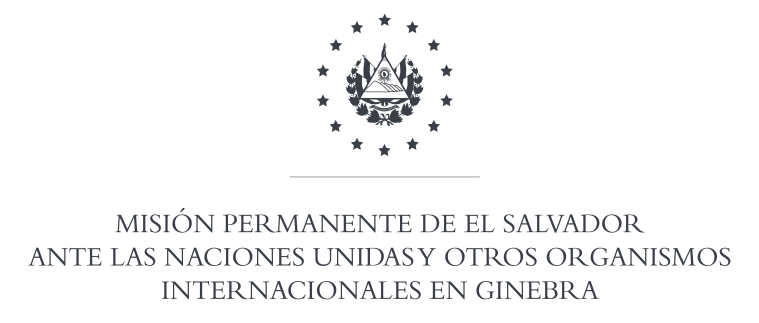 MISIÓN PERMANENTE DE EL SALVADOR
ANTE LAS NACIONES UNIDAS Y OTROS ORGANISMOS
INTERNACIONALES EN GINEBRA